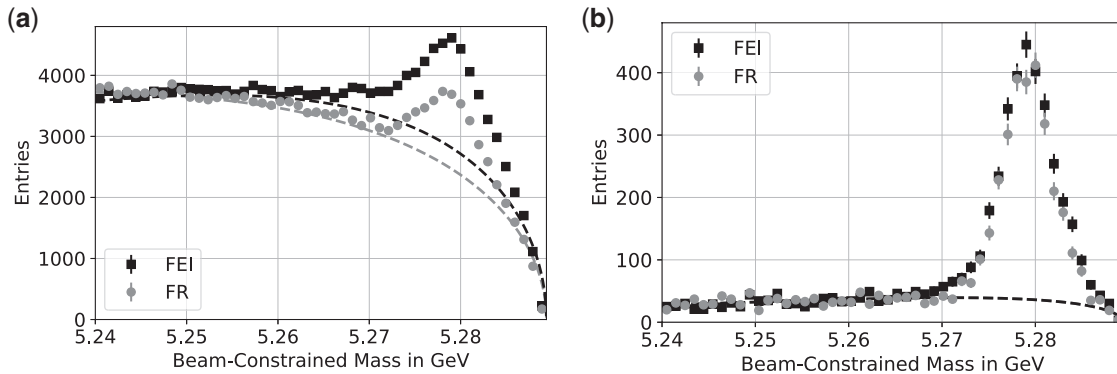 (a)
4000
3000
2000
1000
0
Entries
FEI
FR
5.24 5.25 5.26 5.27 5.28
Beam-Constrained Mass in GeV
(b)
400
300
200
100
0
Entries
FEI
FR
5.24 5.25 5.26 5.27 5.28
Beam-Constrained Mass in GeV